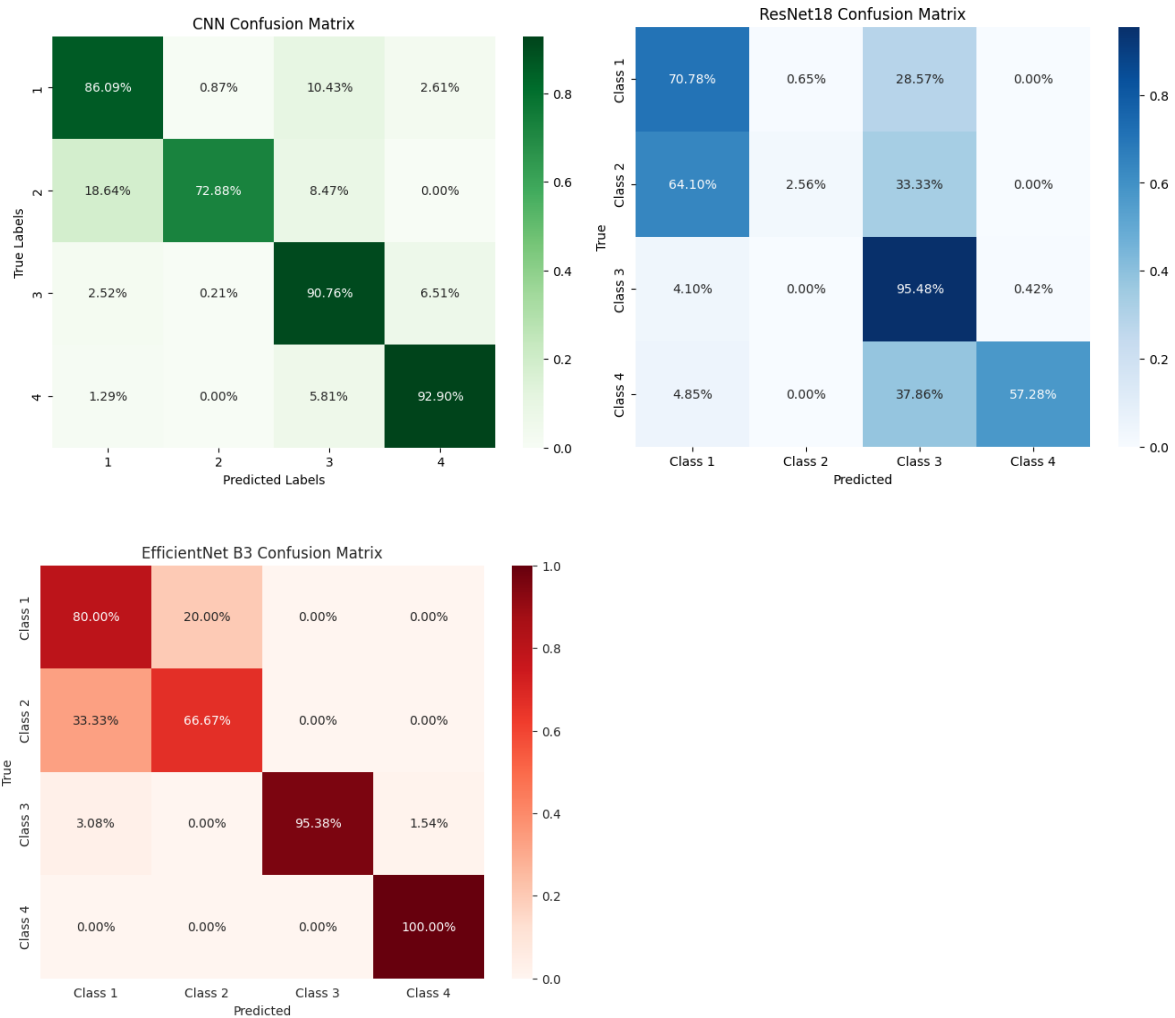 CNN Confusion Matrix
1 86.09% 0.87% 10.43% 2.61%
2 18.64% 72.88% 8.47% 0.00%
3 2.52% 0.21% 90.76% 6.51%
4 1.29% 0.00% 5.81% 92.90%
True Labels
1 2 3 4
Predicted Labels
0.8
0.6
0.4
0.2
0.0
ResNet18 Confusion Matrix
Class 1 70.78% 0.65% 28.57% 0.00%
Class 2 64.10% 2.56% 33.33% 0.00%
Class 3 4.10% 0.00% 95.48% 0.42%
Class 4 4.85% 0.00% 37.86% 57.28%
True
Class 1 Class 2 Class 3 Class 4
Predicted
0.8
0.6
0.4
0.2
0.0
EfficientNet B3 Confusion Matrix
Class 1 80.00% 20.00% 0.00% 0.00%
Class 2 33.33% 66.67% 0.00% 0.00%
Class 3 3.08% 0.00% 95.38% 1.54%
Class 4 0.00% 0.00% 0.00% 100.00%
True
Class 1 Class 2 Class 3 Class 4
Predicted
1.0
0.8
0.6
0.4
0.2
0.0